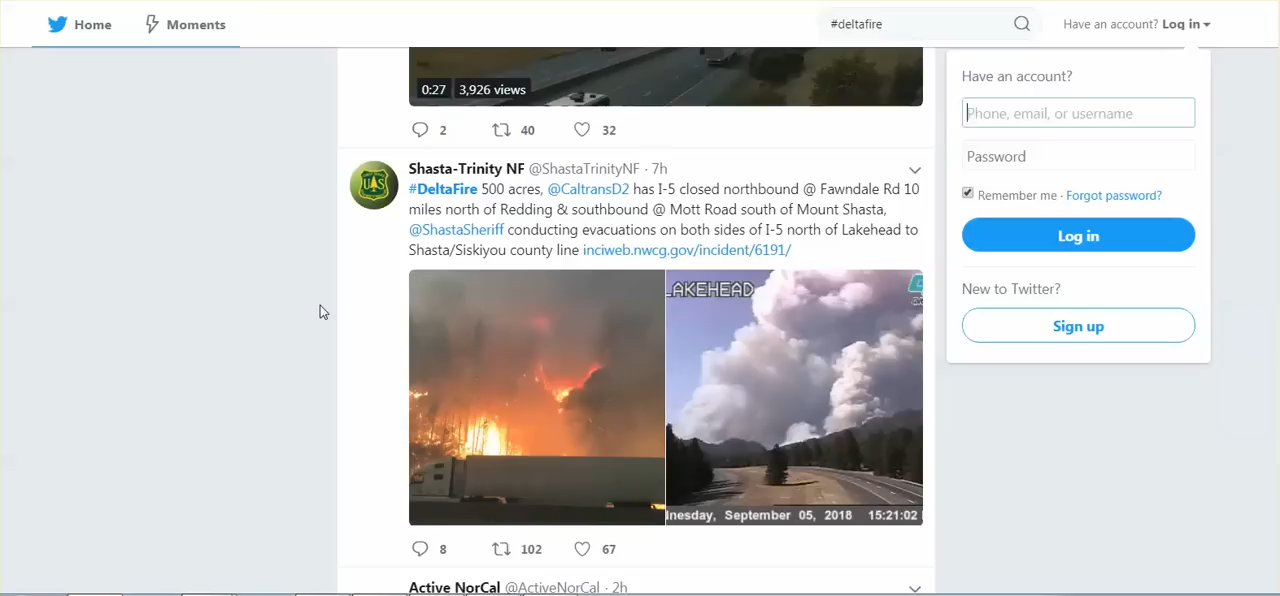 Home
Moments
#deltafire
Have an account? Log in
0:27 3,926 views
2 40 32
Shasta-Trinity NF @ShastaTrinityNF · 7h
#DeltaFire 500 acres, @CaltransD2 has I-5 closed northbound @ Fawndale Rd 10
miles north of Redding & southbound @ Mott Road south of Mount Shasta,
@ShastaSheriff conducting evacuations on both sides of I-5 north of Lakehead to
Shasta/Siskiyou county line inciweb.nwcg.gov/incident/6191/
LAKEHEAD
nesday, September 05, 2018 15:21:02
8 102 67
Active NorCal @ActiveNorCal · 2h
Have an account?
Phone, email, or username
Password
Remember me · Forgot password?
Log in
New to Twitter?
Sign up